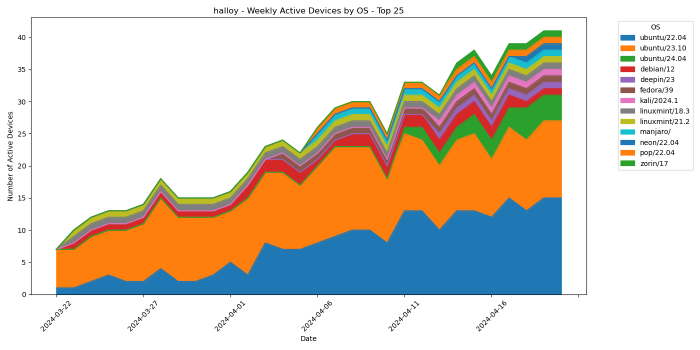 halloy - Weekly Active Devices by OS - Top 25
Number of Active Devices
40
35
30
25
20
15
10
5
0
2024-03-22
2024-03-27
2024-04-01
2024-04-06
2024-04-11
2024-04-16
Date
OS
ubuntu/22.04
ubuntu/23.10
ubuntu/24.04
debian/12
deepin/23
fedora/39
kali/2024.1
linuxmint/18.3
linuxmint/21.2
manjaro/
neon/22.04
pop/22.04
zorin/17